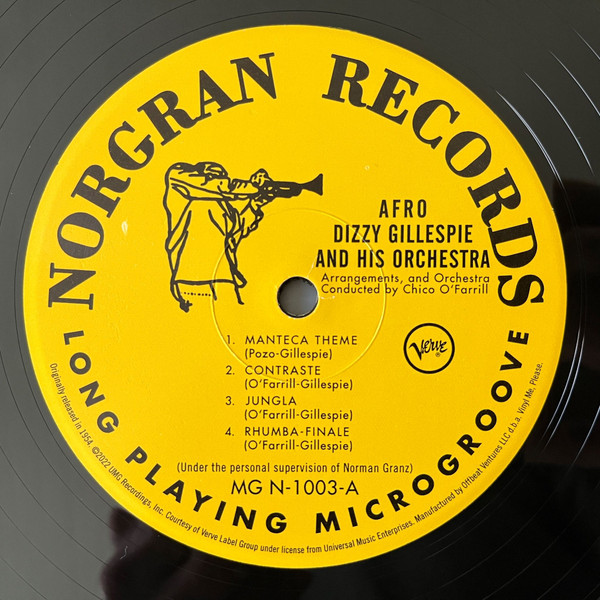 NORGRAN RECORDS
AFRO
DIZZY GILLESPIE
AND HIS ORCHESTRA
Arrangements, and Orchestra
Conducted by Chico O'Farrill
1. MANTECA THEME
(Pozo-Gillespie)
2. CONTRASTE
(O'Farrill-Gillespie)
3. JUNGLA
(O'Farrill-Gillespie)
4. RHUMBA-FINALE
(O'Farrill-Gillespie)
Verve
(Under the personal supervision of Norman Granz)
MG N-1003-A
LONG PLAYING MICROGROOVE
Originally released in 1954. ©2022 UMG Recordings, Inc. Courtesy of Verve Label Group under license from Universal Music Enterprises. Manufactured by Offbeat Ventures LLC d.b.a. Vinyl Me, Please.